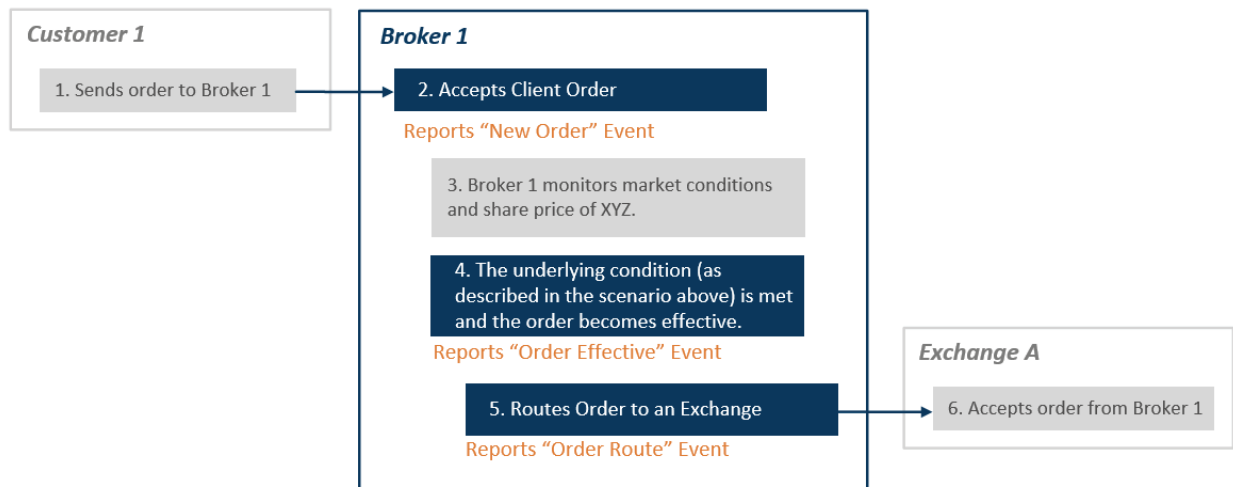 Customer 1
1. Sends order to Broker 1
Broker 1
2. Accepts Client Order
Reports “New Order” Event
3. Broker 1 monitors market conditions
and share price of XYZ.
4. The underlying condition (as
described in the scenario above) is met
and the order becomes effective.
Reports “Order Effective” Event
5. Routes Order to an Exchange
Reports “Order Route” Event
Exchange A
6. Accepts order from Broker 1